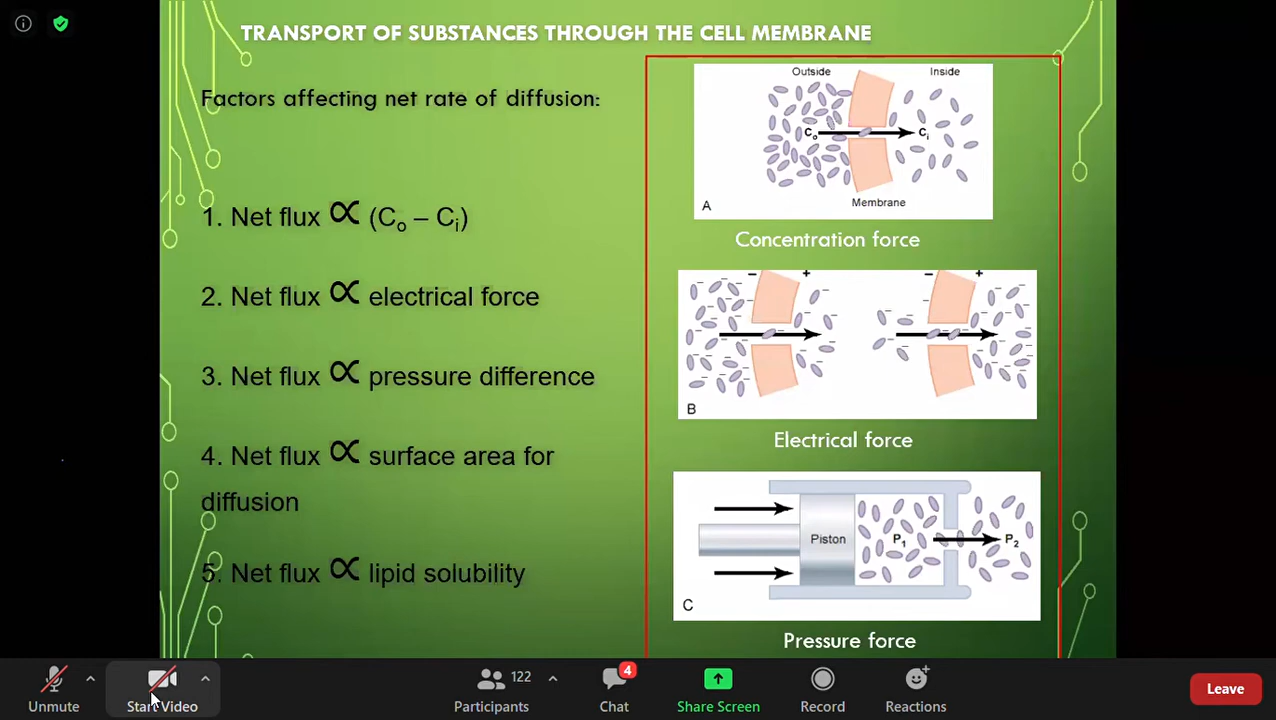 TRANSPORT OF SUBSTANCES THROUGH THE CELL MEMBRANE
Factors affecting net rate of diffusion:
1. Net flux ∝ (Co – Ci)
2. Net flux ∝ electrical force
3. Net flux ∝ pressure difference
4. Net flux ∝ surface area for
diffusion
5. Net flux ∝ lipid solubility
Outside Inside
Co Ci
Membrane
A
Concentration force
– + – +
B
Electrical force
Piston P1 P2
C
Pressure force
Unmute
Start Video
122
Participants
4
Chat
Share Screen
Record
Reactions
Leave